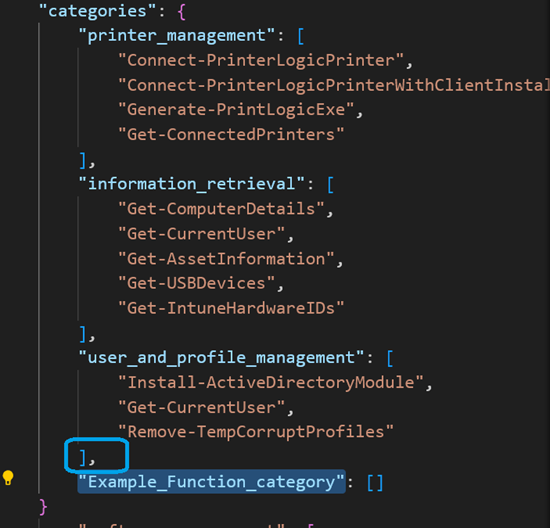 "categories": {
"printer_management": [
"Connect-PrinterLogicPrinter",
"Connect-PrinterLogicPrinterWithClientInstal
"Generate-PrintLogicExe",
"Get-ConnectedPrinters"
],
"information_retrieval": [
"Get-ComputerDetails",
"Get-CurrentUser",
"Get-AssetInformation",
"Get-USBDevices",
"Get-IntuneHardwareIDs"
],
"user_and_profile_management": [
"Install-ActiveDirectoryModule",
"Get-CurrentUser",
"Remove-TempCorruptProfiles"
],
"Example_Function_category": []
}